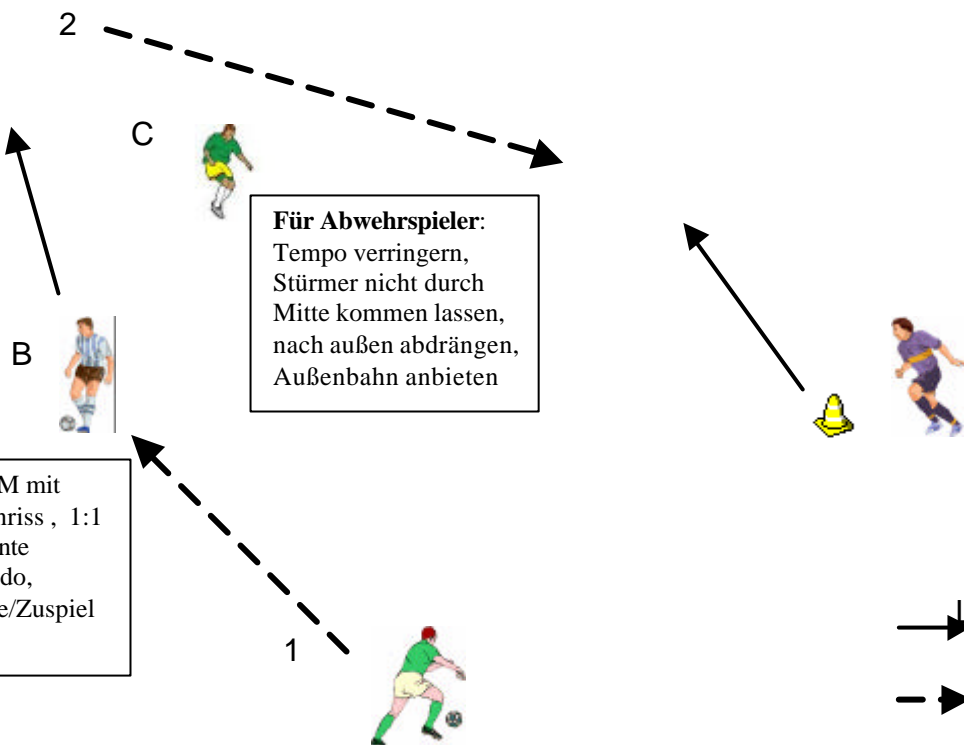 2
C
Für Abwehrspieler:
Tempo verringern,
Stürmer nicht durch
Mitte kommen lassen,
nach außen abdrängen,
Außenbahn anbieten
B
M mit
riss , 1:1
nte
do,
e/Zuspiel
1